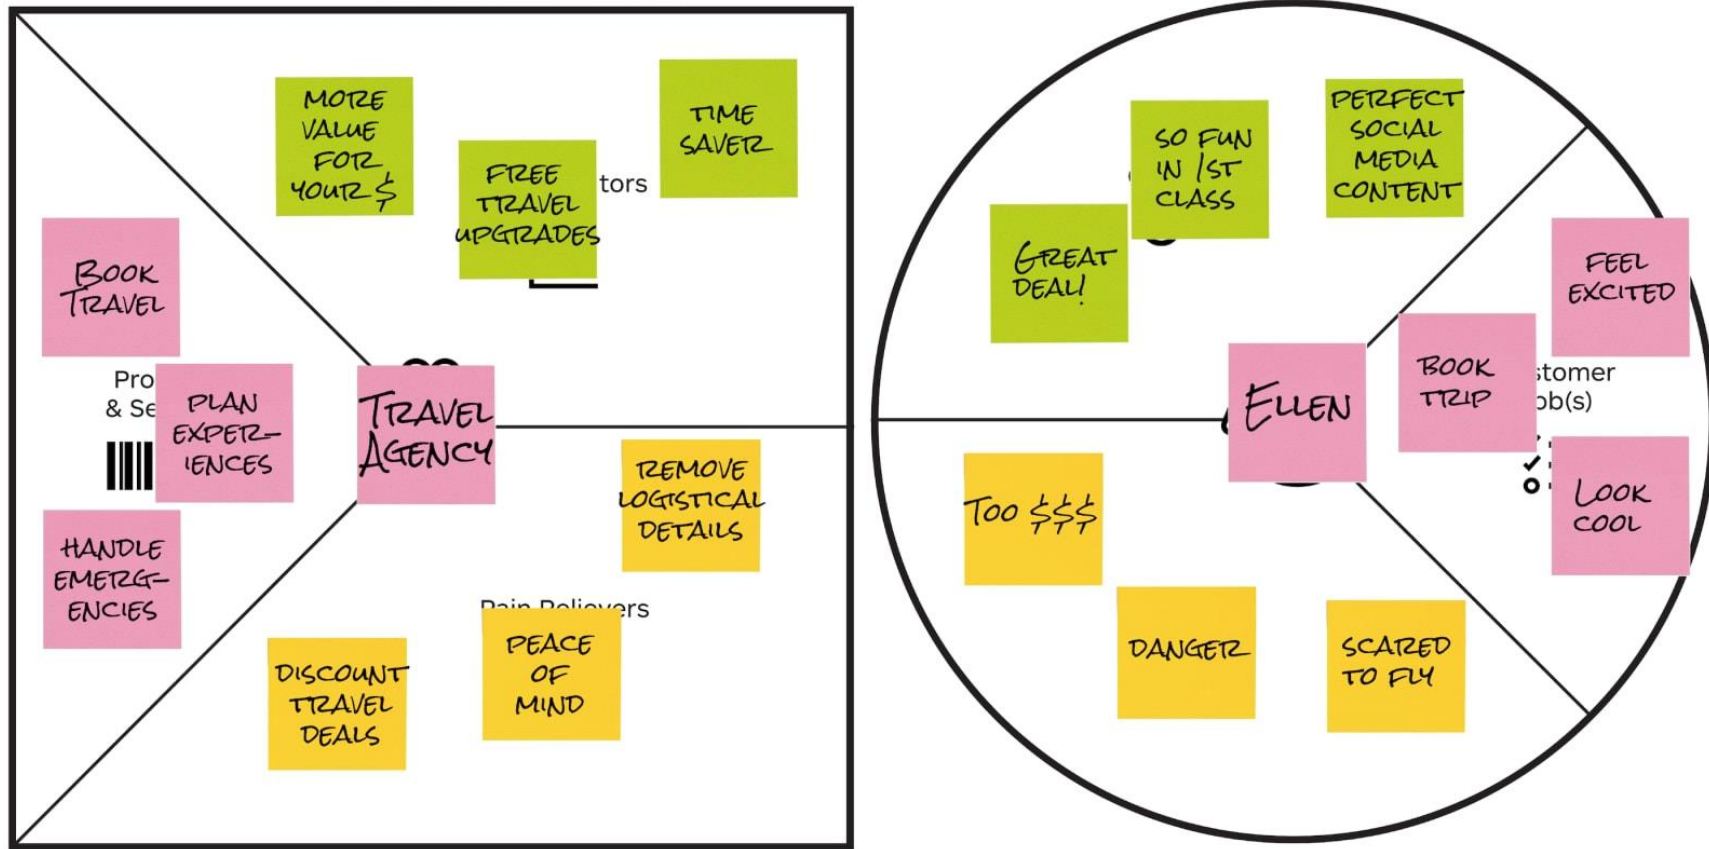 MORE
VALUE
FOR
YOUR $
FREE
TRAVEL
UPGRADES
tors
TIME
SAVER
BOOK
TRAVEL
Pro
& Se
PLAN
EXPER-
IENCES
HANDLE
EMERG-
ENCIES
TRAVEL
AGENCY
REMOVE
LOGISTICAL
DETAILS
Pain Relievers
PEACE
OF
MIND
DISCOUNT
TRAVEL
DEALS
GREAT
DEAL!
SO FUN
IN 1ST
CLASS
PERFECT
SOCIAL
MEDIA
CONTENT
ELLEN
FEEL
EXCITED
BOOK
TRIP
stomer
ob(s)
LOOK
COOL
TOO $$$
DANGER
SCARED
TO FLY